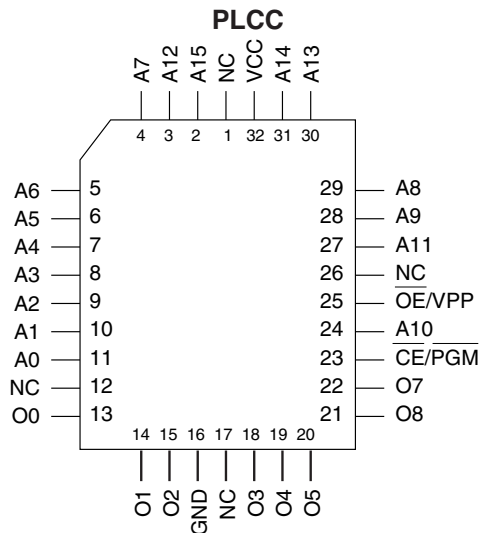 PLCC
A7 A12 A15 NC VCC A14 A13
4 3 2 1 32 31 30
A6 5 29 A8
A5 6 28 A9
A4 7 27 A11
A3 8 26 NC
A2 9 25 OE/VPP
A1 10 24 A10
A0 11 23 CE/PGM
NC 12 22 O7
O0 13 21 O8
14 15 16 17 18 19 20
O1 O2 GND NC O3 O4 O5